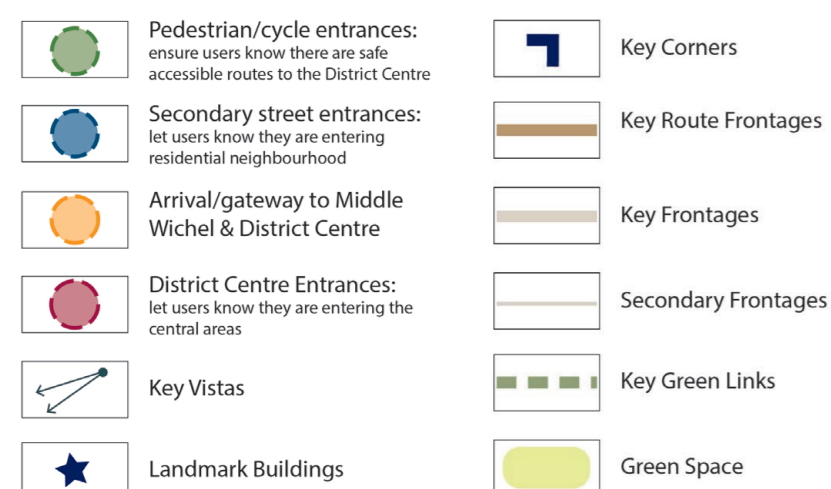 Pedestrian/cycle entrances:
ensure users know there are safe
accessible routes to the District Centre
Secondary street entrances:
let users know they are entering
residential neighbourhood
Arrival/gateway to Middle
Wichel & District Centre
District Centre Entrances:
let users know they are entering the
central areas
Key Vistas
Landmark Buildings
Key Corners
Key Route Frontages
Key Frontages
Secondary Frontages
Key Green Links
Green Space